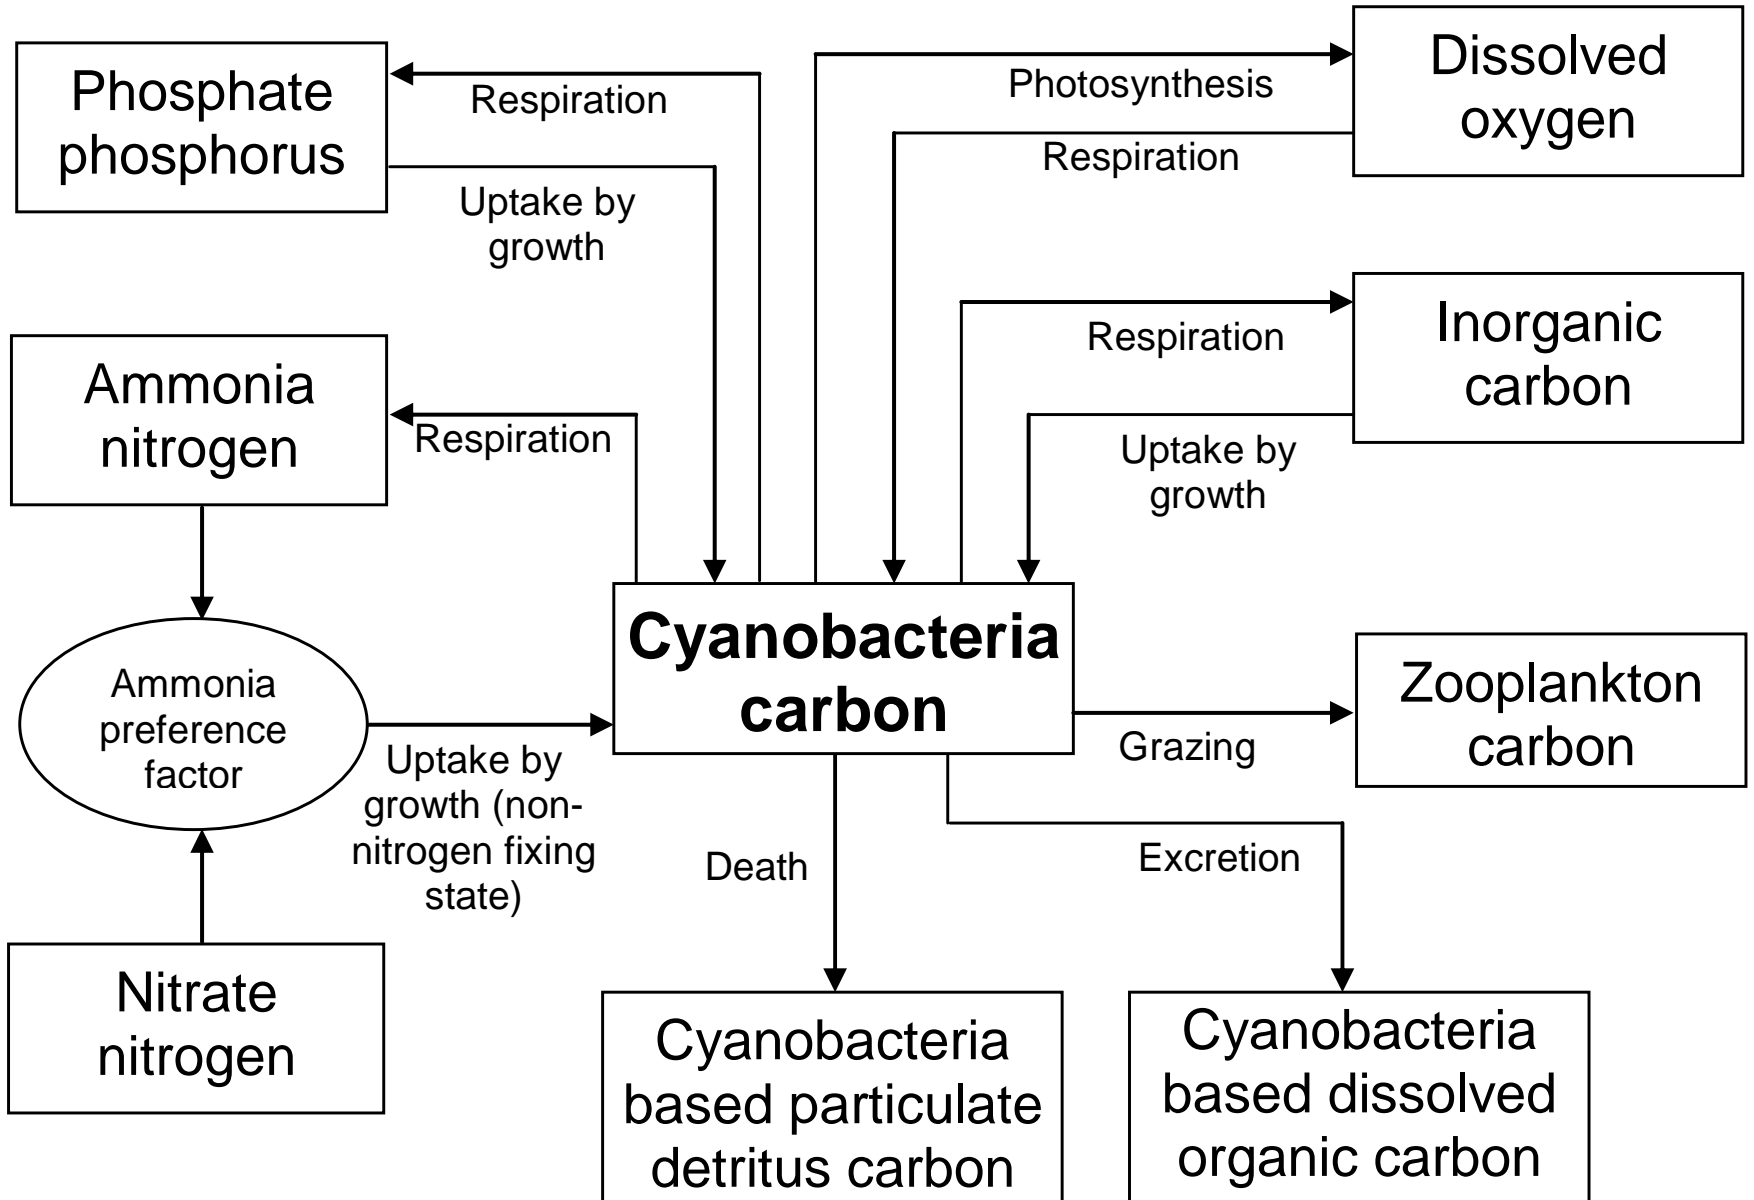 Phosphate
phosphorus
Respiration
Uptake by
growth
Photosynthesis
Respiration
Dissolved
oxygen
Ammonia
nitrogen
Respiration
Respiration
Uptake by
growth
Inorganic
carbon
Ammonia
preference
factor
Uptake by
growth (non-
nitrogen fixing
state)
Cyanobacteria
carbon
Grazing
Zooplankton
carbon
Death
Excretion
Nitrate
nitrogen
Cyanobacteria
based particulate
detritus carbon
Cyanobacteria
based dissolved
organic carbon